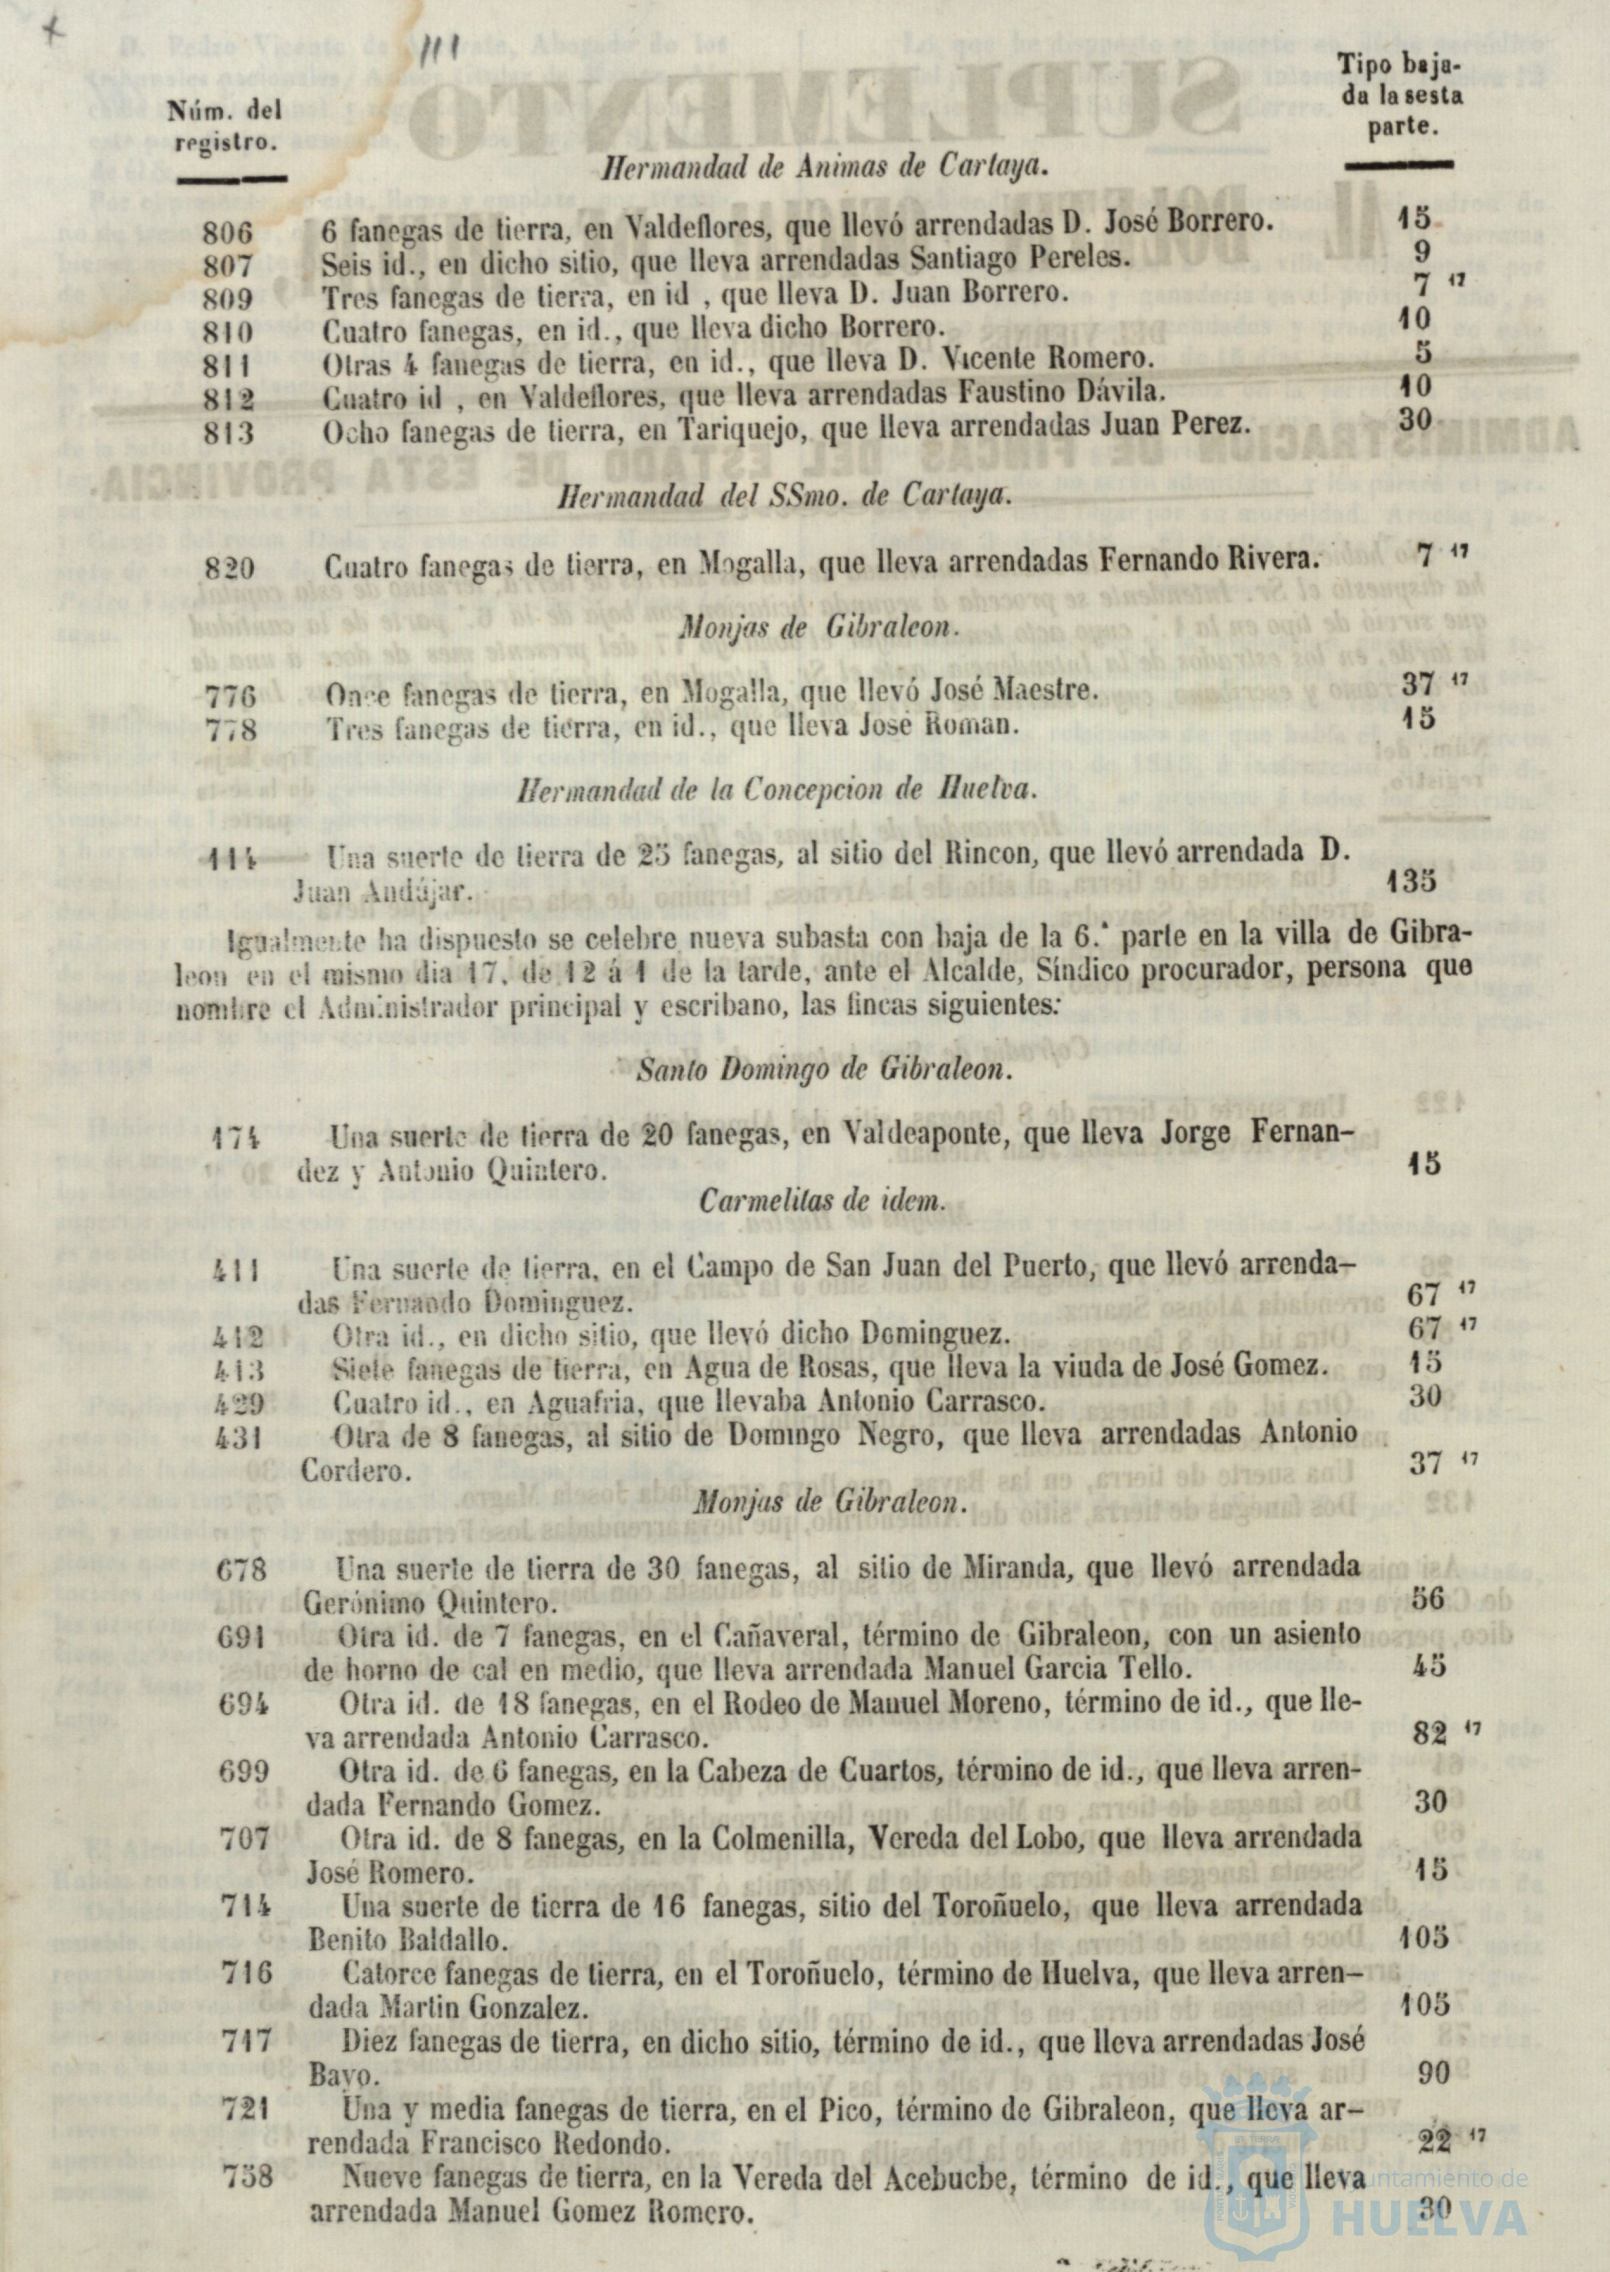 Núm. del
registro.
Tipo baja-
da la sesta
parte.
Hermandad de Animas de Cartaya.
806 6 fanegas de tierra, en Valdeflores, que llevó arrendadas D. José Borrero. 15
807 Seis id., en dicho sitio, que lleva arrendadas Santiago Pereles. 9
809 Tres fanegas de tierra, en id , que lleva D. Juan Borrero. 7 17
810 Cuatro fanegas, en id., que lleva dicho Borrero. 10
811 Otras 4 fanegas de tierra, en id., que lleva D. Vicente Romero. 5
812 Cuatro id , en Valdeflores, que lleva arrendadas Faustino Dávila. 10
813 Ocho fanegas de tierra, en Tariquejo, que lleva arrendadas Juan Perez. 30
Hermandad del SSmo. de Cartaya.
820 Cuatro fanegas de tierra, en Mogalla, que lleva arrendadas Fernando Rivera. 7 17
Monjas de Gibraleon.
776 Once fanegas de tierra, en Mogalla, que llevó José Maestre. 37 17
778 Tres fanegas de tierra, en id., que lleva José Roman. 15
Hermandad de la Concepcion de Huelva.
114 Una suerte de tierra de 25 fanegas, al sitio del Rincon, que llevó arrendada D.
Juan Andújar. 135
Igualmente ha dispuesto se celebre nueva subasta con baja de la 6.ª parte en la villa de Gibra-
leon en el mismo dia 17, de 12 á 1 de la tarde, ante el Alcalde, Síndico procurador, persona que
nombre el Administrador principal y escribano, las fincas siguientes:
Santo Domingo de Gibraleon.
174 Una suerte de tierra de 20 fanegas, en Valdeaponte, que lleva Jorge Fernan-
dez y Antonio Quintero. 15
Carmelitas de idem.
411 Una suerte de tierra, en el Campo de San Juan del Puerto, que llevó arrenda-
das Fernando Dominguez. 67 17
412 Otra id., en dicho sitio, que llevó dicho Dominguez. 67 17
413 Siete fanegas de tierra, en Agua de Rosas, que lleva la viuda de José Gomez. 15
429 Cuatro id., en Aguafria, que llevaba Antonio Carrasco. 30
431 Otra de 8 fanegas, al sitio de Domingo Negro, que lleva arrendadas Antonio
Cordero. 37 17
Monjas de Gibraleon.
678 Una suerte de tierra de 30 fanegas, al sitio de Miranda, que llevó arrendada
Gerónimo Quintero. 56
691 Otra id. de 7 fanegas, en el Cañaveral, término de Gibraleon, con un asiento
de horno de cal en medio, que lleva arrendada Manuel Garcia Tello. 45
694 Otra id. de 18 fanegas, en el Rodeo de Manuel Moreno, término de id., que lle-
va arrendada Antonio Carrasco. 82 17
699 Otra id. de 6 fanegas, en la Cabeza de Cuartos, término de id., que lleva arren-
dada Fernando Gomez. 30
707 Otra id. de 8 fanegas, en la Colmenilla, Vereda del Lobo, que lleva arrendada
José Romero. 15
714 Una suerte de tierra de 16 fanegas, sitio del Toroñuelo, que lleva arrendada
Benito Baldallo. 105
716 Catorce fanegas de tierra, en el Toroñuelo, término de Huelva, que lleva arren-
dada Martin Gonzalez. 105
717 Diez fanegas de tierra, en dicho sitio, término de id., que lleva arrendadas José
Bayo. 90
721 Una y media fanegas de tierra, en el Pico, término de Gibraleon, que lleva ar-
rendada Francisco Redondo. 22 17
758 Nueve fanegas de tierra, en la Vereda del Acebuche, término de id., que lleva
arrendada Manuel Gomez Romero. 30
Ayuntamiento de
HUELVA